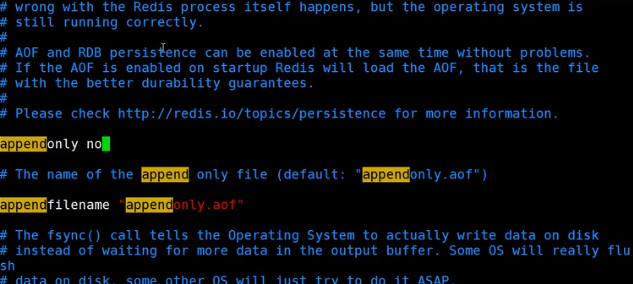 # wrong with the Redis process itself happens, but the operating system is
# still running correctly.
#
# AOF and RDB persistence can be enabled at the same time without problems.
# If the AOF is enabled on startup Redis will load the AOF, that is the file
# with the better durability guarantees.
#
# Please check http://redis.io/topics/persistence for more information.
appendonly no
# The name of the append only file (default: "appendonly.aof")
appendfilename "appendonly.aof"
# The fsync() call tells the Operating System to actually write data on disk
# instead of waiting for more data in the output buffer. Some OS will really flu
sh
# data on disk, some other OS will just try to do it ASAP.